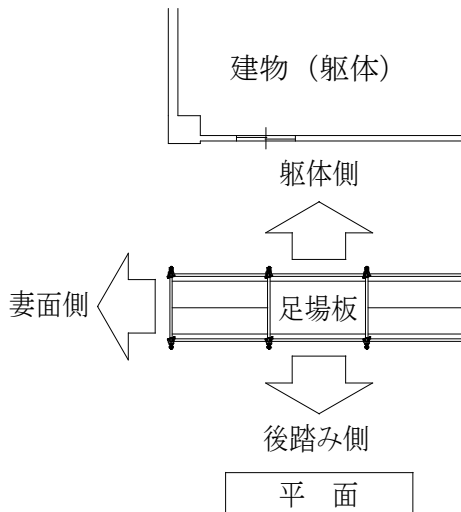 建物（躯体）
躯体側
妻面側
足場板
後踏み側
平　面